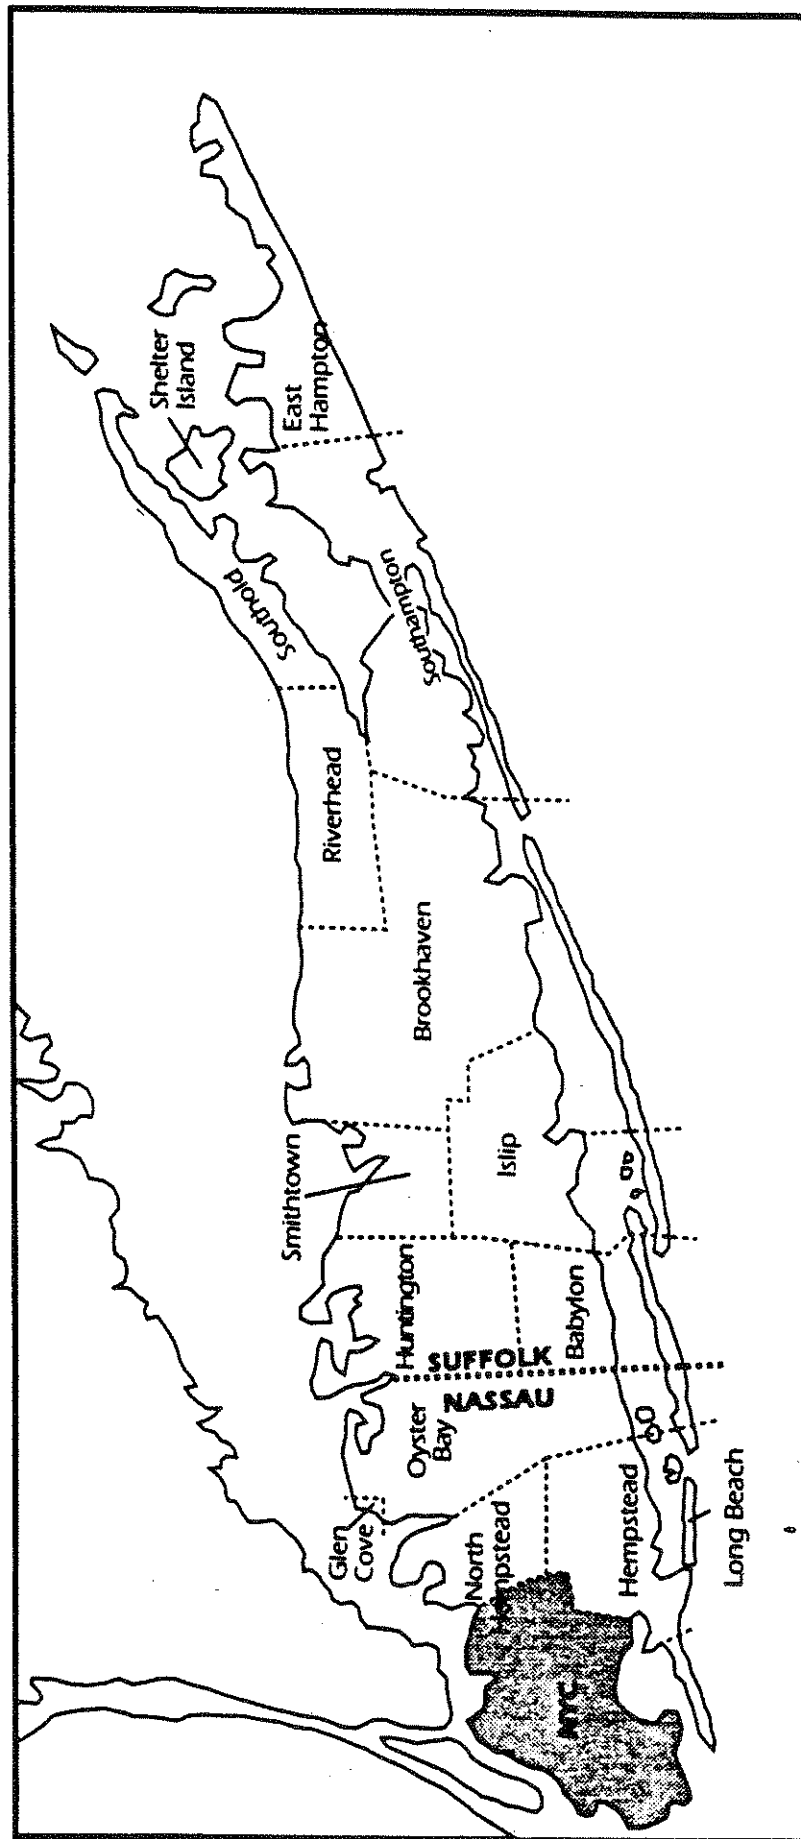 Shelter
Island
East
Hampton
Southold
Southampton
Riverhead
Brookhaven
Smithtown
Islip
Huntington
Babylon
SUFFOLK
NASSAU
Oyster
Bay
Glen
Cove
North
Hempstead
Hempstead
Long Beach
NYC